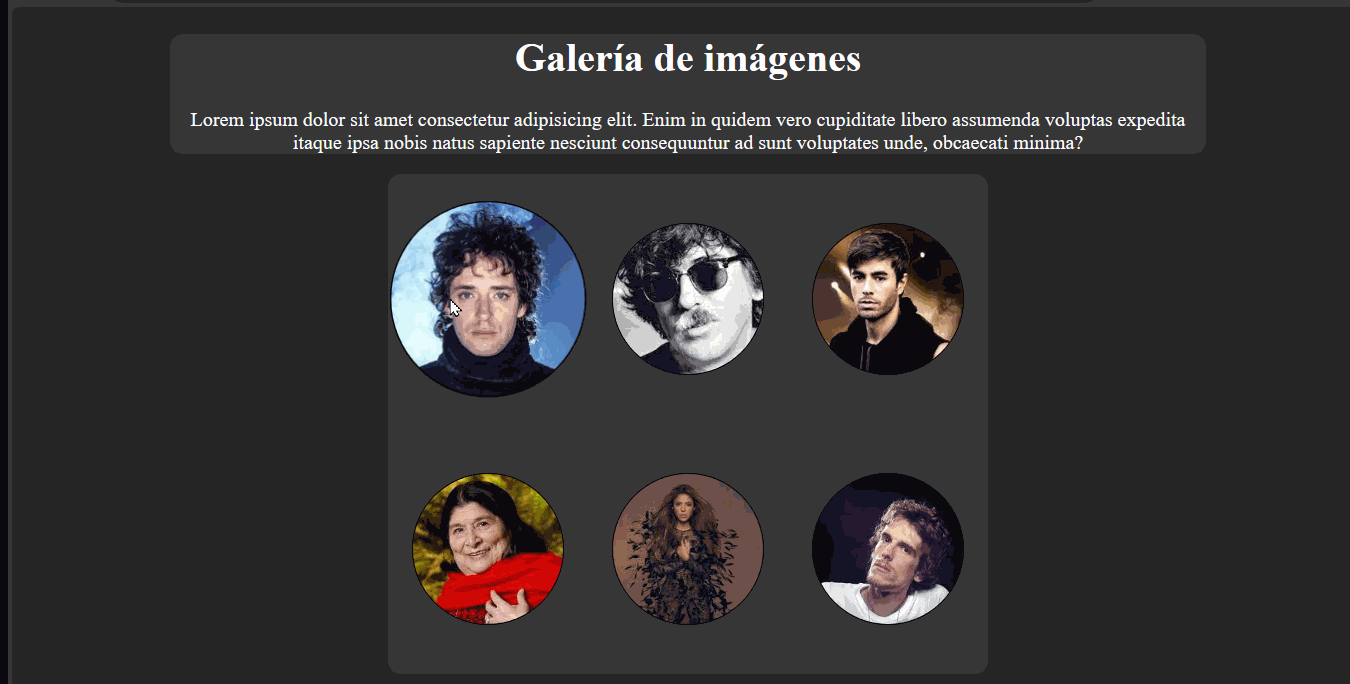 Galería de imágenes
Lorem ipsum dolor sit amet consectetur adipisicing elit. Enim in quidem vero cupiditate libero assumenda voluptas expedita
itaque ipsa nobis natus sapiente nesciunt consequuntur ad sunt voluptates unde, obcaecati minima?